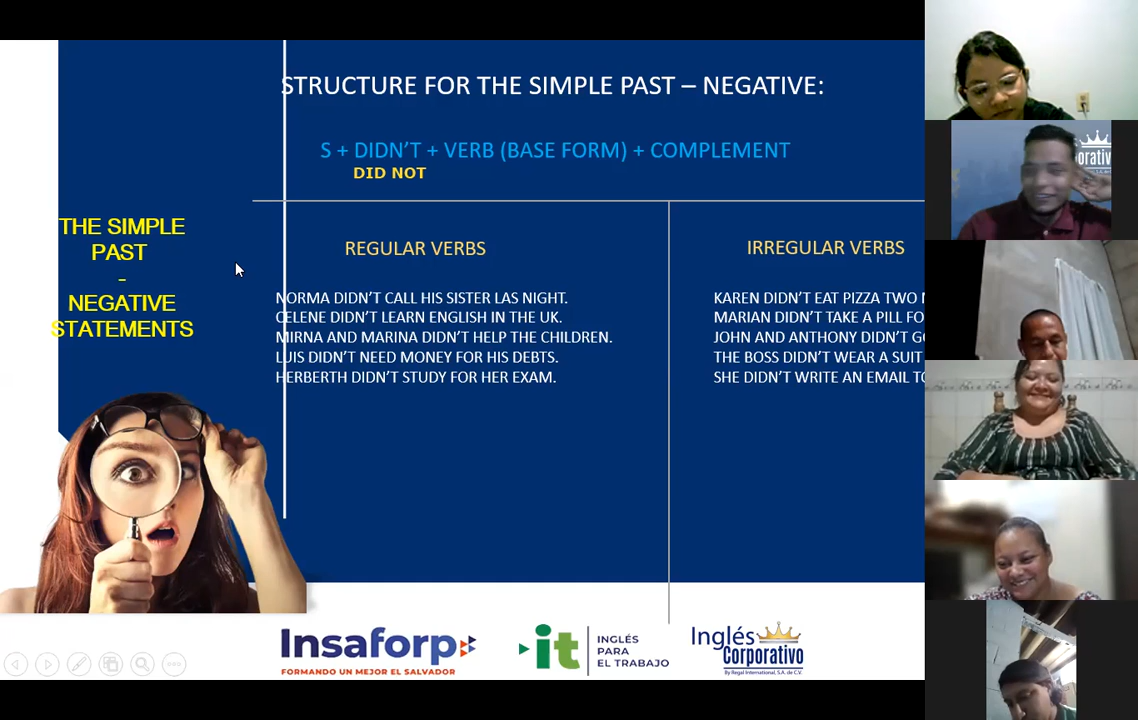 STRUCTURE FOR THE SIMPLE PAST – NEGATIVE:
S + DIDN'T + VERB (BASE FORM) + COMPLEMENT
DID NOT
THE SIMPLE
PAST
-
NEGATIVE
STATEMENTS
REGULAR VERBS
NORMA DIDN'T CALL HIS SISTER LAS NIGHT.
CELENE DIDN'T LEARN ENGLISH IN THE UK.
MIRNA AND MARINA DIDN'T HELP THE CHILDREN.
LUIS DIDN'T NEED MONEY FOR HIS DEBTS.
HERBERTH DIDN'T STUDY FOR HER EXAM.
IRREGULAR VERBS
KAREN DIDN'T EAT PIZZA TWO
MARIAN DIDN'T TAKE A PILL
JOHN AND ANTHONY DIDN'T
THE BOSS DIDN'T WEAR A SUIT
SHE DIDN'T WRITE AN EMAIL
Insaforp
FORMANDO UN MEJOR EL SALVADOR
it
INGLÉS
PARA
EL TRABAJO
Inglés
Corporativo
By Regal International, S.A. de C.V.